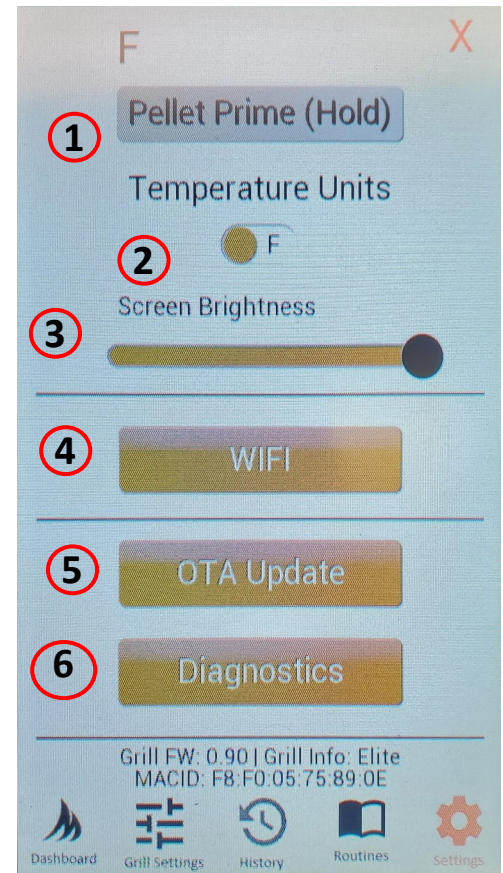 F X
1 Pellet Prime (Hold)
Temperature Units
2 F
Screen Brightness
3
4 WIFI
5 OTA Update
6 Diagnostics
Grill FW: 0.90 | Grill Info: Elite
MACID: F8:F0:05:75:89:0E
Dashboard Grill Settings History Routines Settings